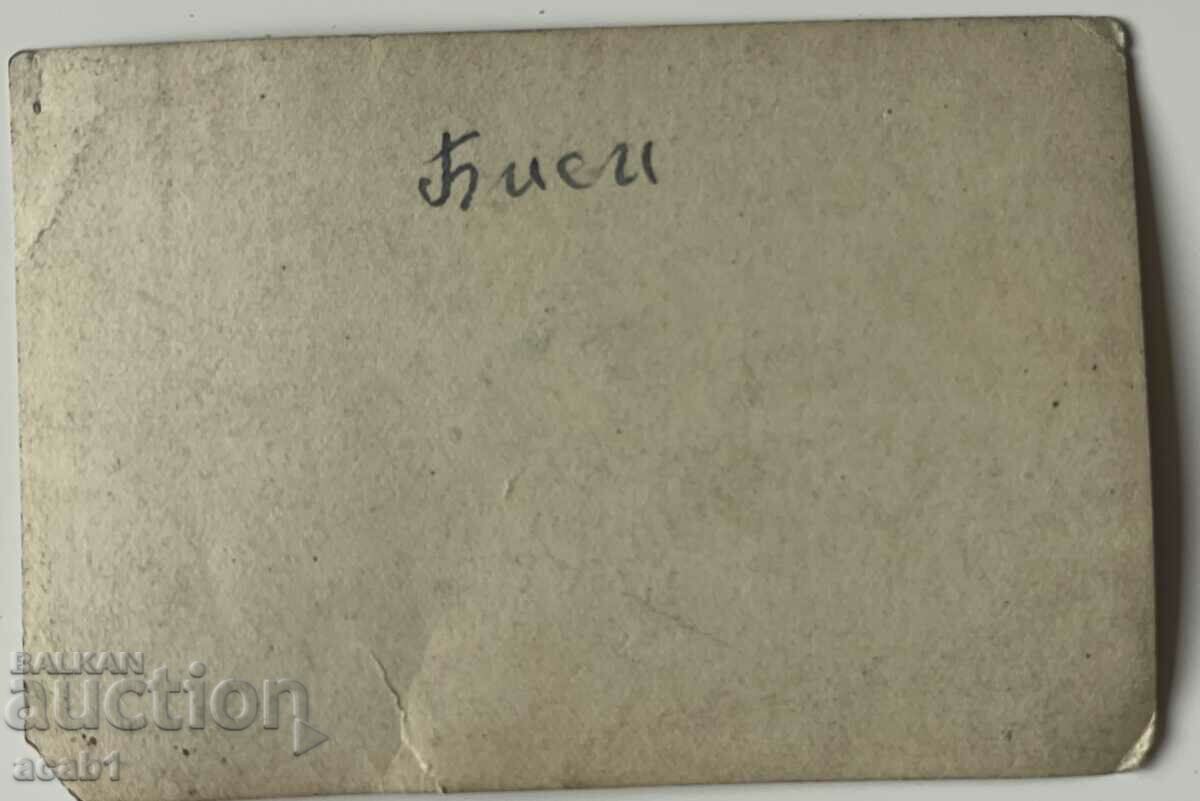 Биси
BALKAN
auction
acab1